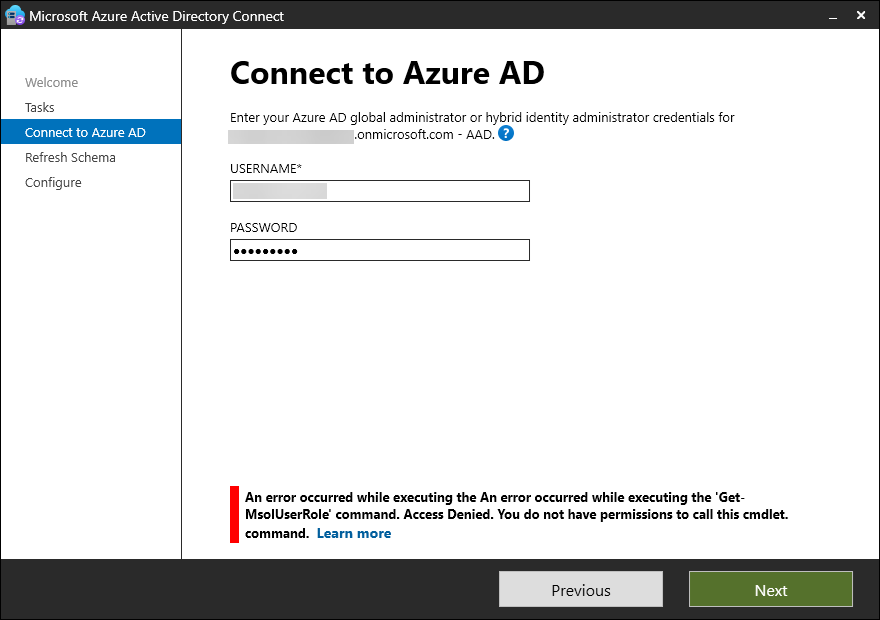 Microsoft Azure Active Directory Connect
Welcome
Tasks
Connect to Azure AD
Refresh Schema
Configure
Connect to Azure AD
Enter your Azure AD global administrator or hybrid identity administrator credentials for
.onmicrosoft.com - AAD. ?
USERNAME*
PASSWORD
An error occurred while executing the An error occurred while executing the 'Get-
MsolUserRole' command. Access Denied. You do not have permissions to call this cmdlet.
command. Learn more
Previous
Next